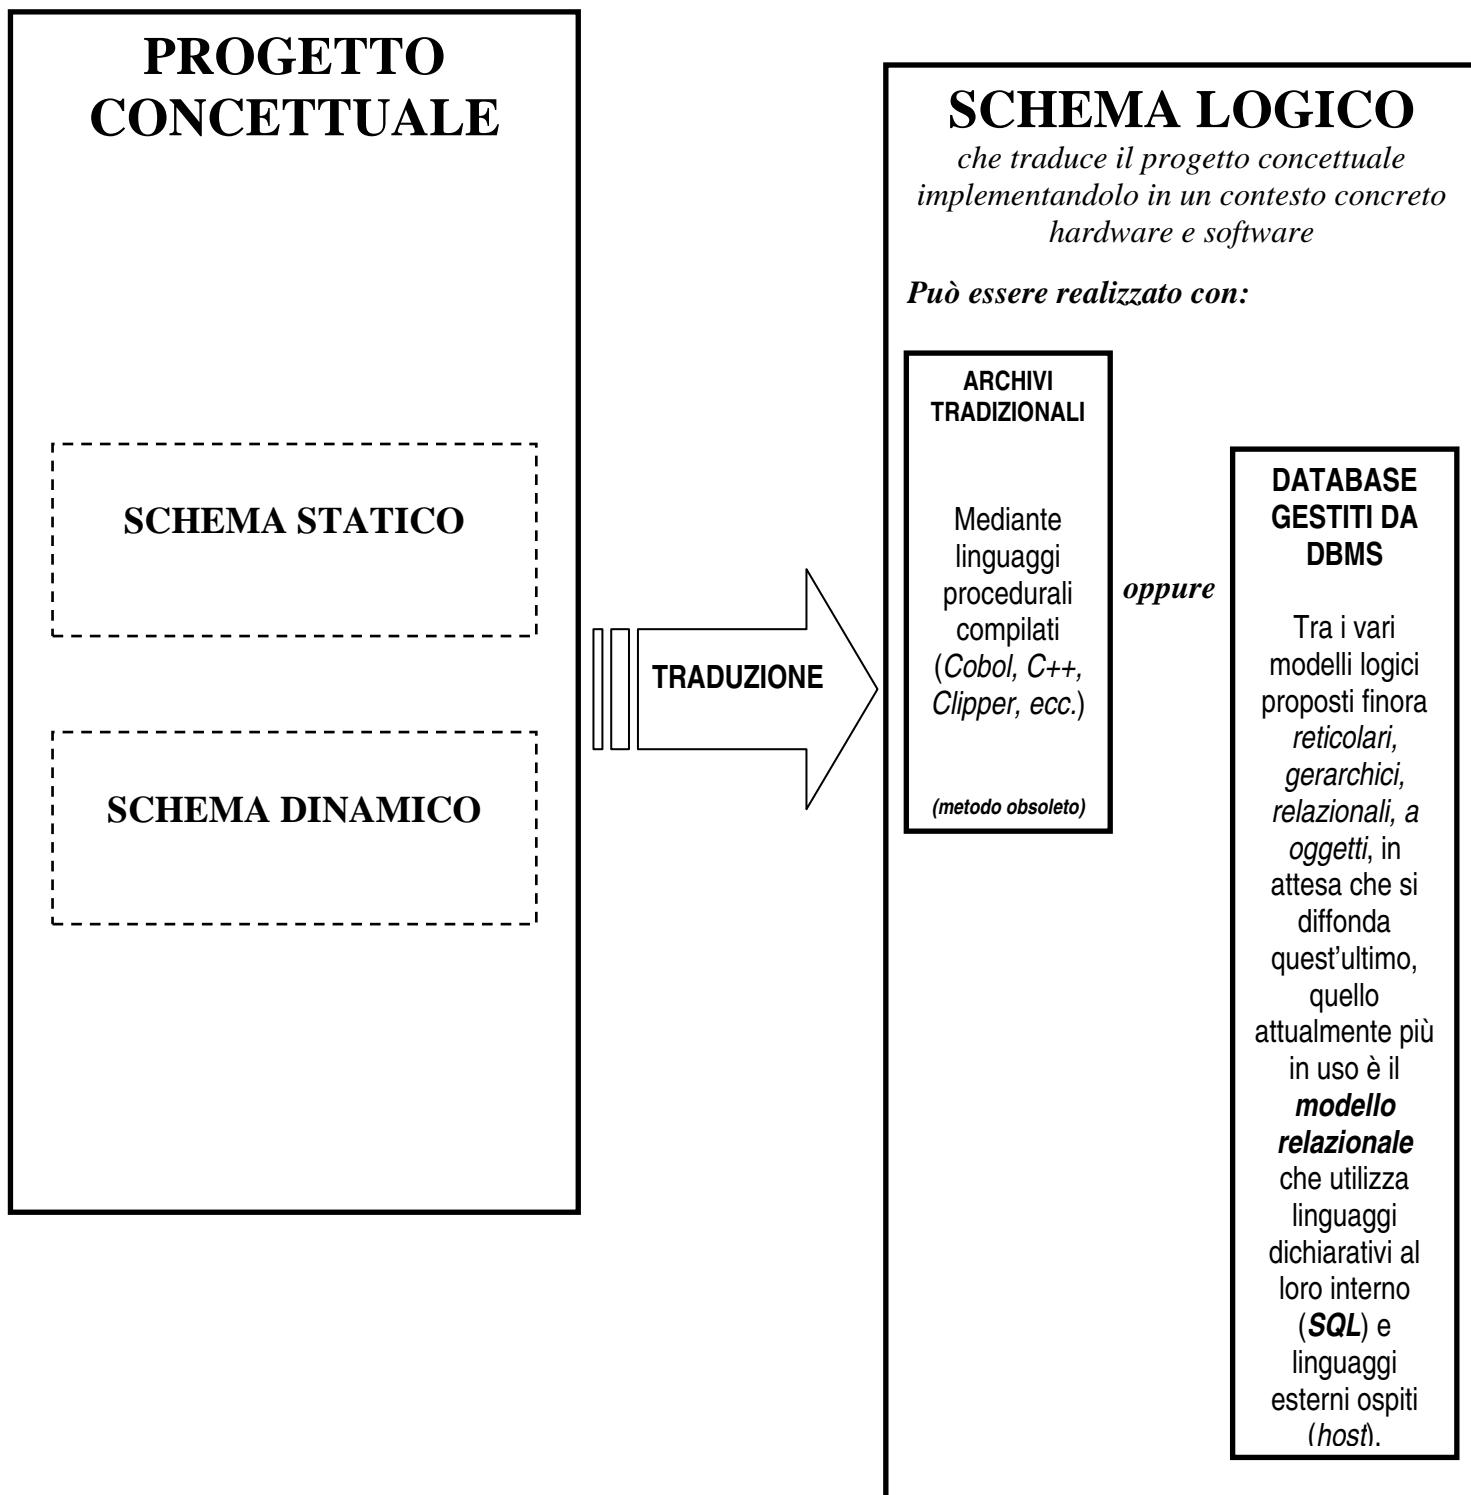 PROGETTO
CONCETTUALE
SCHEMA STATICO
SCHEMA DINAMICO
TRADUZIONE
SCHEMA LOGICO
che traduce il progetto concettuale
implementandolo in un contesto concreto
hardware e software
Può essere realizzato con:
ARCHIVI
TRADIZIONALI
Mediante
linguaggi
procedurali
compilati
(Cobol, C++,
Clipper, ecc.)
(metodo obsoleto)
oppure
DATABASE
GESTITI DA
DBMS
Tra i vari
modelli logici
proposti finora
reticolari,
gerarchici,
relazionali, a
oggetti, in
attesa che si
diffonda
quest'ultimo,
quello
attualmente più
in uso è il
modello
relazionale
che utilizza
linguaggi
dichiarativi al
loro interno
(SQL) e
linguaggi
esterni ospiti
(host).